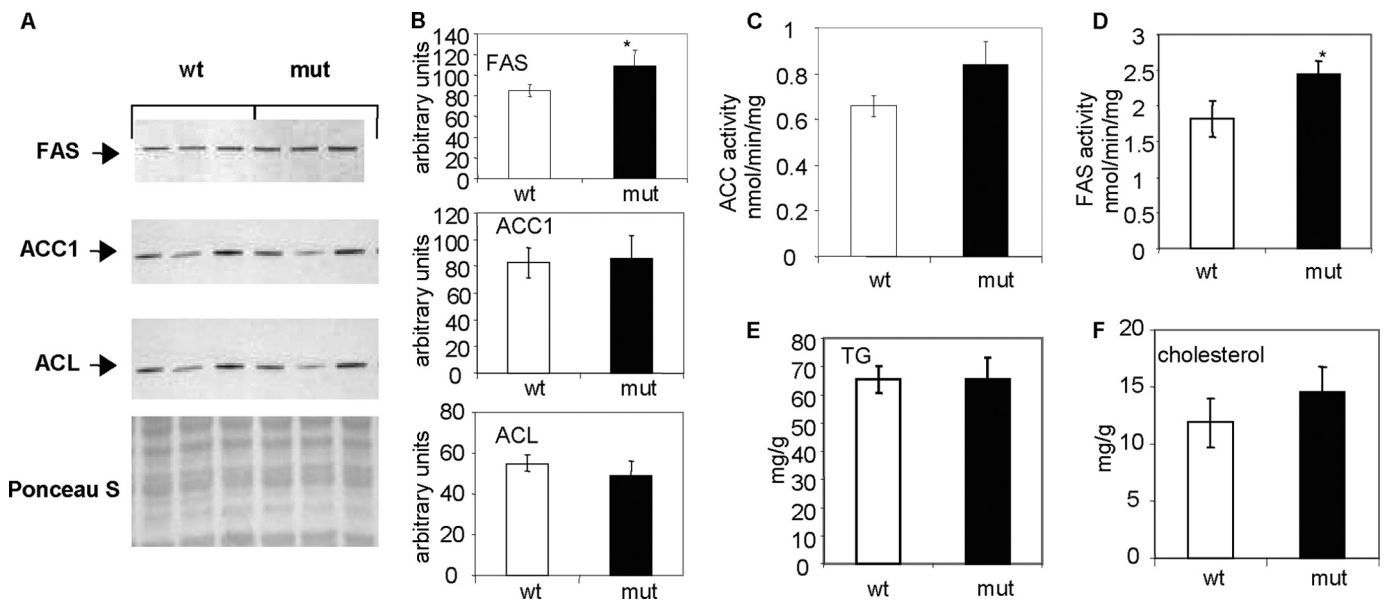 A
wt mut
FAS
ACC1
ACL
Ponceau S
B
140
120
100
80
60
40
20
0
arbitrary units
FAS
*
wt mut
120
100
80
60
40
20
0
arbitrary units
ACC1
wt mut
80
60
40
20
0
arbitrary units
ACL
wt mut
C
1
0.8
0.6
0.4
0.2
0
ACC activity
nmol/min/mg
wt mut
D
3
2.5
2
1.5
1
0.5
0
FAS activity
nmol/min/mg
*
wt mut
E
80
70
60
50
40
30
20
10
0
mg/g
TG
wt mut
F
20
15
10
5
0
mg/g
cholesterol
wt mut